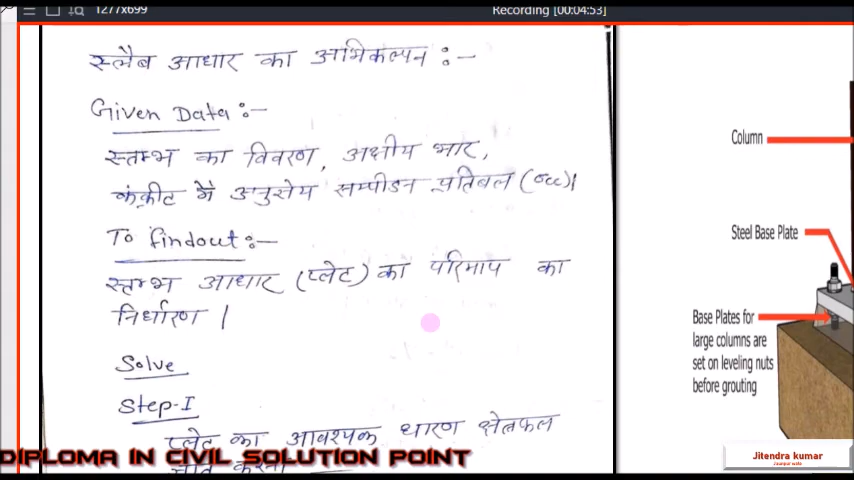 1277x699
Recording [00:04:53]
स्लैब आधार का अभिकल्पन :-
Given Data :-
स्तम्भ का विवरण, अक्षीय भार,
कंक्रीट में अनुज्ञेय सम्पीडन प्रतिबल (σcc)।
To findout :-
स्तम्भ आधार (प्लेट) का परिमाप का
निर्धारण |
Solve
Step-I
प्लेट का आवश्यक धारण क्षेत्रफल
ज्ञात करना
Column
Steel Base Plate
Base Plates for
large columns are
set on leveling nuts
before grouting
DIPLOMA IN CIVIL SOLUTION POINT
Jitendra kumar